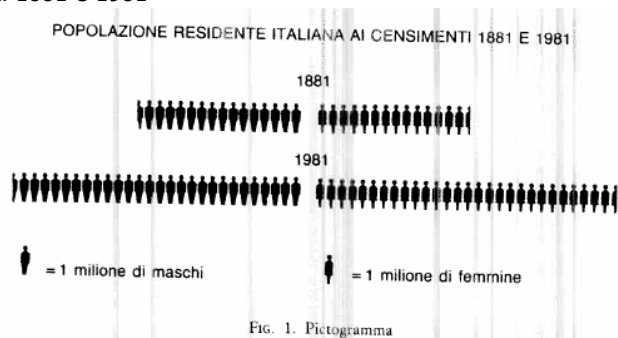 POPOLAZIONE RESIDENTE ITALIANA AI CENSIMENTI 1881 E 1981
1881
1981
= 1 milione di maschi
= 1 milione di femmine
FIG. 1. Pictogramma